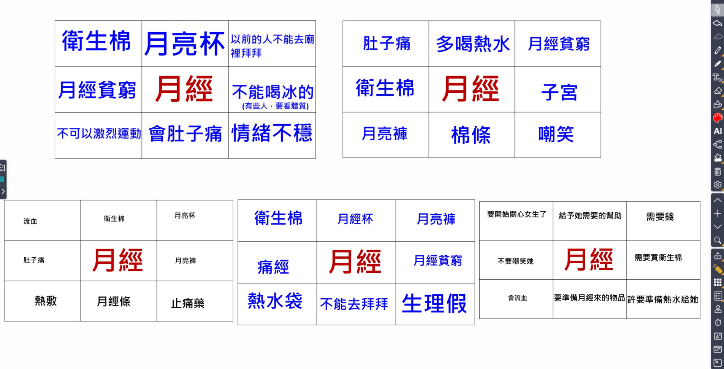 衛生棉
月亮杯
以前的人不能去廟
裡拜拜
月經貧窮
月經
不能喝冰的
(有些人，要看體質)
不可以激烈運動
會肚子痛
情緒不穩
肚子痛
多喝熱水
月經貧窮
衛生棉
月經
子宮
月亮褲
棉條
嘲笑
流血
衛生棉
月亮杯
肚子痛
月經
月亮褲
熱敷
月經條
止痛藥
衛生棉
月經杯
月亮褲
痛經
月經
月經貧窮
熱水袋
不能去拜拜
生理假
要開始關心女生了
給予她需要的幫助
需要錢
不要嘲笑她
月經
需要買衛生棉
會流血
要準備月經來的物品
許要準備熱水給她
AI